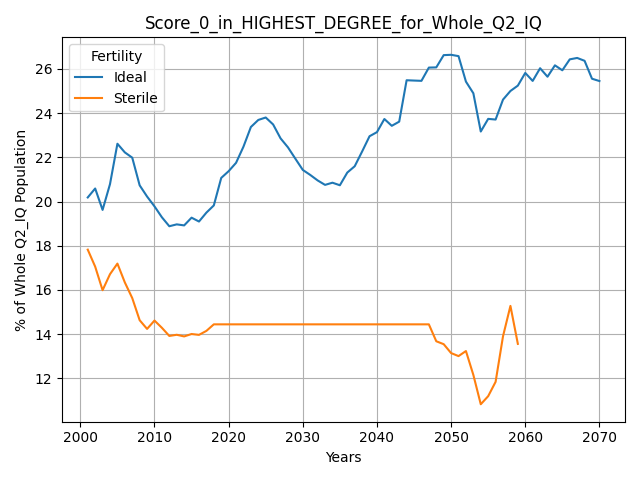 Score_0_in_HIGHEST_DEGREE_for_Whole_Q2_IQ
Fertility
Ideal
Sterile
% of Whole Q2_IQ Population
26
24
22
20
18
16
14
12
2000 2010 2020 2030 2040 2050 2060 2070
Years